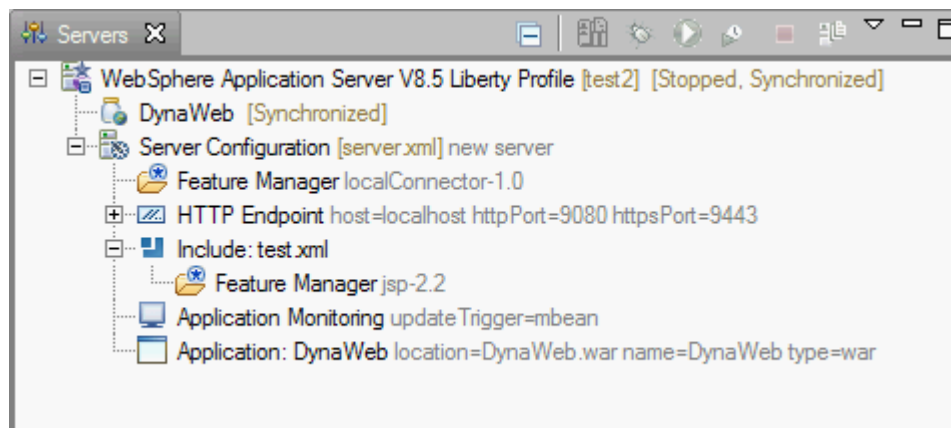 Servers
WebSphere Application Server V8.5 Liberty Profile [test2] [Stopped, Synchronized]
DynaWeb [Synchronized]
Server Configuration [server.xml] new server
Feature Manager localConnector-1.0
HTTP Endpoint host=localhost httpPort=9080 httpsPort=9443
Include: test.xml
Feature Manager jsp-2.2
Application Monitoring updateTrigger=mbean
Application: DynaWeb location=DynaWeb.war name=DynaWeb type=war